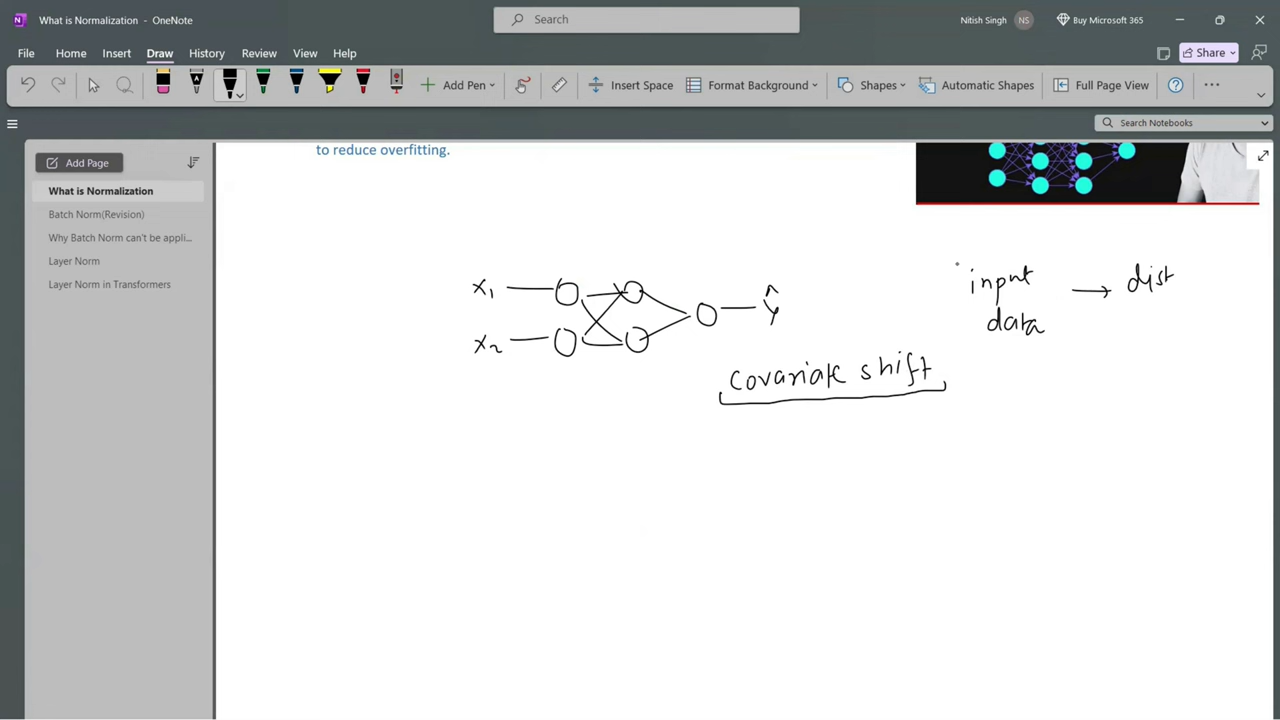 What is Normalization - OneNote
Search
Nitish Singh NS
Buy Microsoft 365
File Home Insert Draw History Review View Help
Share
Add Pen
Insert Space
Format Background
Shapes
Automatic Shapes
Full Page View
Search Notebooks
Add Page
What is Normalization
Batch Norm(Revision)
Why Batch Norm can't be appli...
Layer Norm
Layer Norm in Transformers
to reduce overfitting.
x₁
x₂
ŷ
input → dist
data
covariate shift